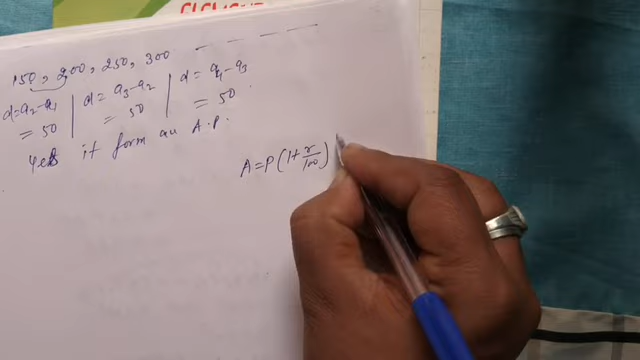 150, 200, 250, 300 _ _ _ _
d=a₂-a₁ | d=a₃-a₂ | d=a₄-a₃
=50 | =50 | =50
Yes it form an A.P.
A=P(1+r/100)